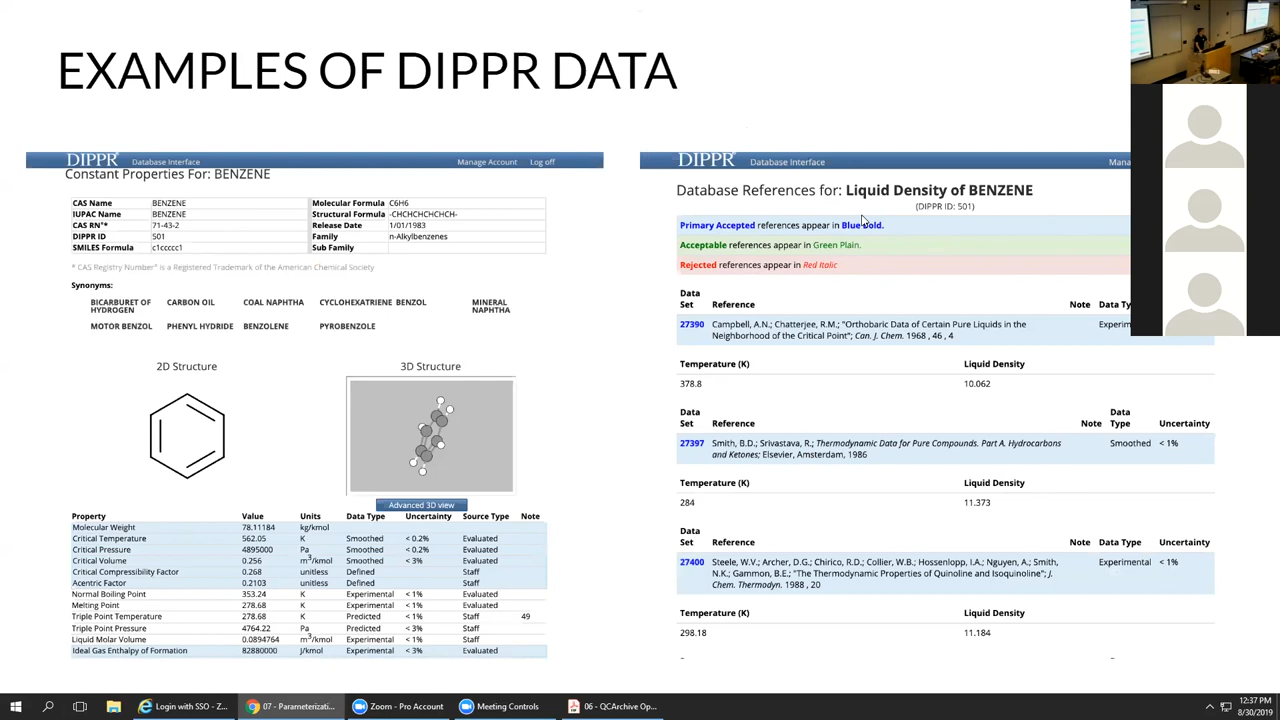 EXAMPLES OF DIPPR DATA
DIPPR Database Interface Manage Account Log off
Constant Properties For: BENZENE
CAS Name BENZENE Molecular Formula C6H6
IUPAC Name BENZENE Structural Formula -CHCHCHCHCHCH-
CAS RN°* 71-43-2 Release Date 1/01/1983
DIPPR ID 501 Family n-Alkylbenzenes
SMILES Formula c1ccccc1 Sub Family
* CAS Registry Number° is a Registered Trademark of the American Chemical Society
Synonyms:
BICARBURET OF HYDROGEN CARBON OIL COAL NAPHTHA CYCLOHEXATRIENE BENZOL MINERAL NAPHTHA
MOTOR BENZOL PHENYL HYDRIDE BENZOLENE PYROBENZOLE
2D Structure 3D Structure
Advanced 3D view
Property Value Units Data Type Uncertainty Source Type Note
Molecular Weight 78.11184 kg/kmol
Critical Temperature 562.05 K Smoothed < 0.2% Evaluated
Critical Pressure 4895000 Pa Smoothed < 0.2% Evaluated
Critical Volume 0.256 m³/kmol Smoothed < 3% Evaluated
Critical Compressibility Factor 0.268 unitless Defined Staff
Acentric Factor 0.2103 unitless Defined Staff
Normal Boiling Point 353.24 K Experimental < 1% Evaluated
Melting Point 278.68 K Experimental < 1% Evaluated
Triple Point Temperature 278.68 K Predicted < 1% Staff 49
Triple Point Pressure 4764.22 Pa Predicted < 3% Staff
Liquid Molar Volume 0.0894764 m³/kmol Experimental < 1% Staff
Ideal Gas Enthalpy of Formation 82880000 J/kmol Experimental < 3% Evaluated
DIPPR Database Interface Mana
Database References for: Liquid Density of BENZENE
(DIPPR ID: 501)
Primary Accepted references appear in Blue Bold.
Acceptable references appear in Green Plain.
Rejected references appear in Red Italic
Data Set Reference Note Data Ty
27390 Campbell, A.N.; Chatterjee, R.M.; "Orthobaric Data of Certain Pure Liquids in the Experim
Neighborhood of the Critical Point"; Can. J. Chem. 1968 , 46 , 4
Temperature (K) Liquid Density
378.8 10.062
Data Set Reference Note Data Type Uncertainty
27397 Smith, B.D.; Srivastava, R.; Thermodynamic Data for Pure Compounds. Part A. Hydrocarbons Smoothed < 1%
and Ketones; Elsevier, Amsterdam, 1986
Temperature (K) Liquid Density
284 11.373
Data Set Reference Note Data Type Uncertainty
27400 Steele, W.V.; Archer, D.G.; Chirico, R.D.; Collier, W.B.; Hossenlopp, I.A.; Nguyen, A.; Smith, Experimental < 1%
N.K.; Gammon, B.E.; "The Thermodynamic Properties of Quinoline and Isoquinoline"; J.
Chem. Thermodyn. 1988 , 20
Temperature (K) Liquid Density
298.18 11.184
Login with SSO - Z... 07 - Parameterizati... Zoom - Pro Account Meeting Controls 06 - QCArchive Op... 12:37 PM
8/30/2019